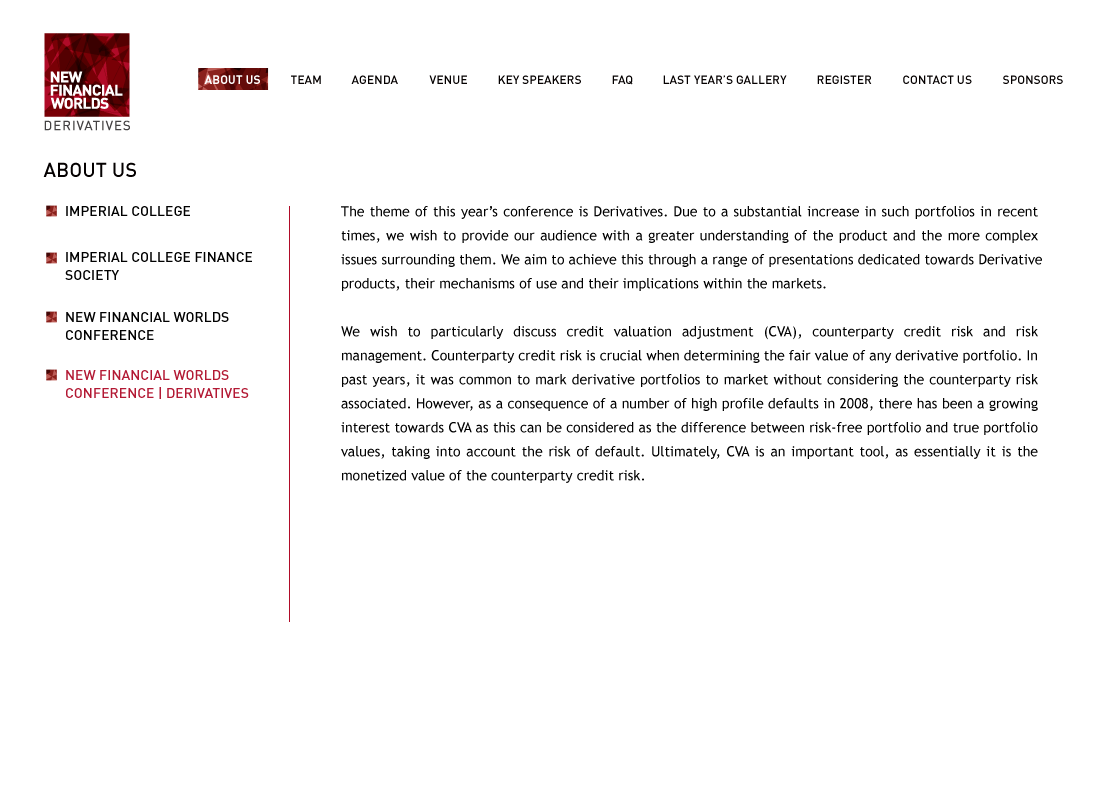 NEW
FINANCIAL
WORLDS
DERIVATIVES
ABOUT US TEAM AGENDA VENUE KEY SPEAKERS FAQ LAST YEAR'S GALLERY REGISTER CONTACT US SPONSORS
ABOUT US
IMPERIAL COLLEGE
IMPERIAL COLLEGE FINANCE
SOCIETY
NEW FINANCIAL WORLDS
CONFERENCE
NEW FINANCIAL WORLDS
CONFERENCE | DERIVATIVES
The theme of this year's conference is Derivatives. Due to a substantial increase in such portfolios in recent
times, we wish to provide our audience with a greater understanding of the product and the more complex
issues surrounding them. We aim to achieve this through a range of presentations dedicated towards Derivative
products, their mechanisms of use and their implications within the markets.
We wish to particularly discuss credit valuation adjustment (CVA), counterparty credit risk and risk
management. Counterparty credit risk is crucial when determining the fair value of any derivative portfolio. In
past years, it was common to mark derivative portfolios to market without considering the counterparty risk
associated. However, as a consequence of a number of high profile defaults in 2008, there has been a growing
interest towards CVA as this can be considered as the difference between risk-free portfolio and true portfolio
values, taking into account the risk of default. Ultimately, CVA is an important tool, as essentially it is the
monetized value of the counterparty credit risk.